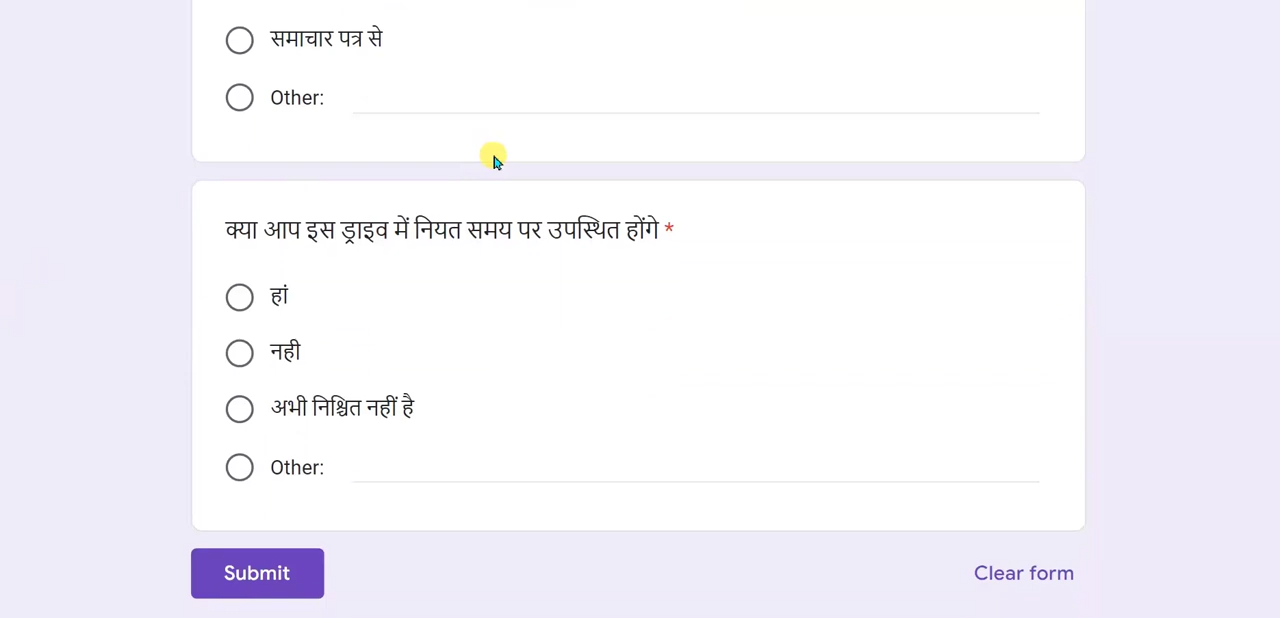 समाचार पत्र से
Other:
क्या आप इस ड्राइव में नियत समय पर उपस्थित होंगे *
हां
नही
अभी निश्चित नहीं है
Other:
Submit
Clear form